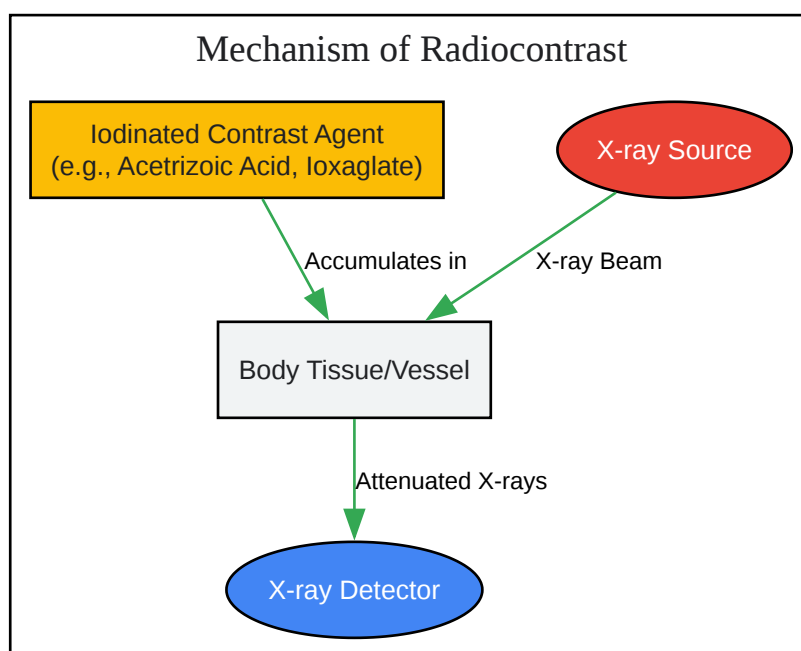 Mechanism of Radiocontrast
Iodinated Contrast Agent
(e.g., Acetrizoic Acid, Ioxaglate)
X-ray Source
Accumulates in
X-ray Beam
Body Tissue/Vessel
Attenuated X-rays
X-ray Detector